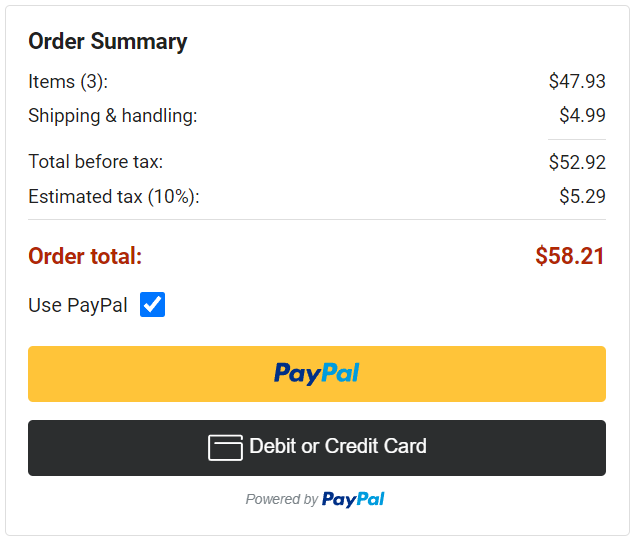 Order Summary
Items (3): $47.93
Shipping & handling: $4.99
Total before tax: $52.92
Estimated tax (10%): $5.29
Order total: $58.21
Use PayPal
PayPal
Debit or Credit Card
Powered by PayPal